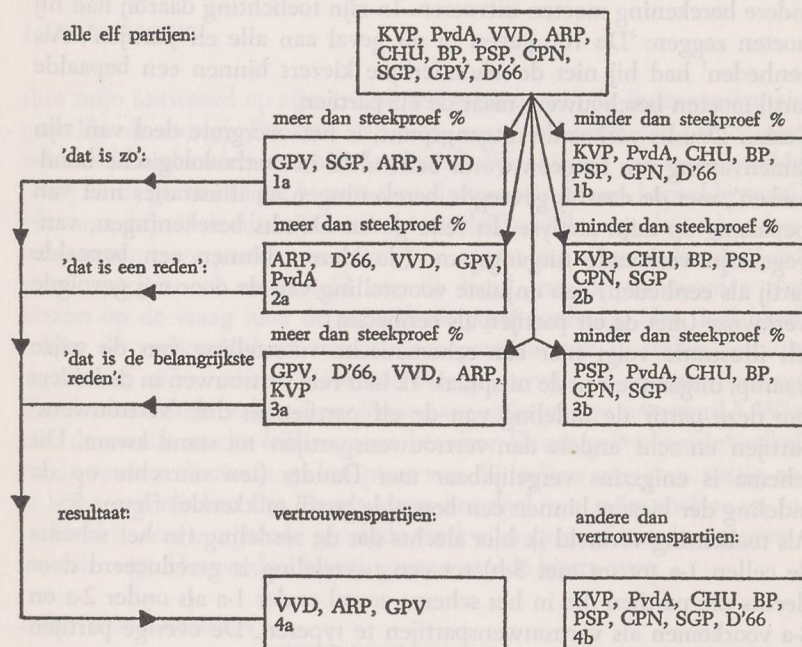 alle elf partijen:
KVP, PvdA, VVD, ARP,
CHU, BP, PSP, CPN,
SGP, GPV, D'66
meer dan steekproef %
minder dan steekproef %
'dat is zo':
GPV, SGP, ARP, VVD
1a
KVP, PvdA, CHU, BP,
PSP, CPN, D'66
1b
meer dan steekproef %
minder dan steekproef %
'dat is een reden':
ARP, D'66, VVD, GPV,
PvdA
2a
KVP, CHU, BP, PSP,
CPN, SGP
2b
meer dan steekproef %
minder dan steekproef %
'dat is de belangrijkste
reden':
GPV, D'66, VVD, ARP,
KVP
3a
PSP, PvdA, CHU, BP,
CPN, SGP
3b
resultaat:
vertrouwenspartijen:
andere dan
vertrouwenspartijen:
VVD, ARP, GPV
4a
KVP, PvdA, CHU, BP,
PSP, CPN, SGP, D'66
4b